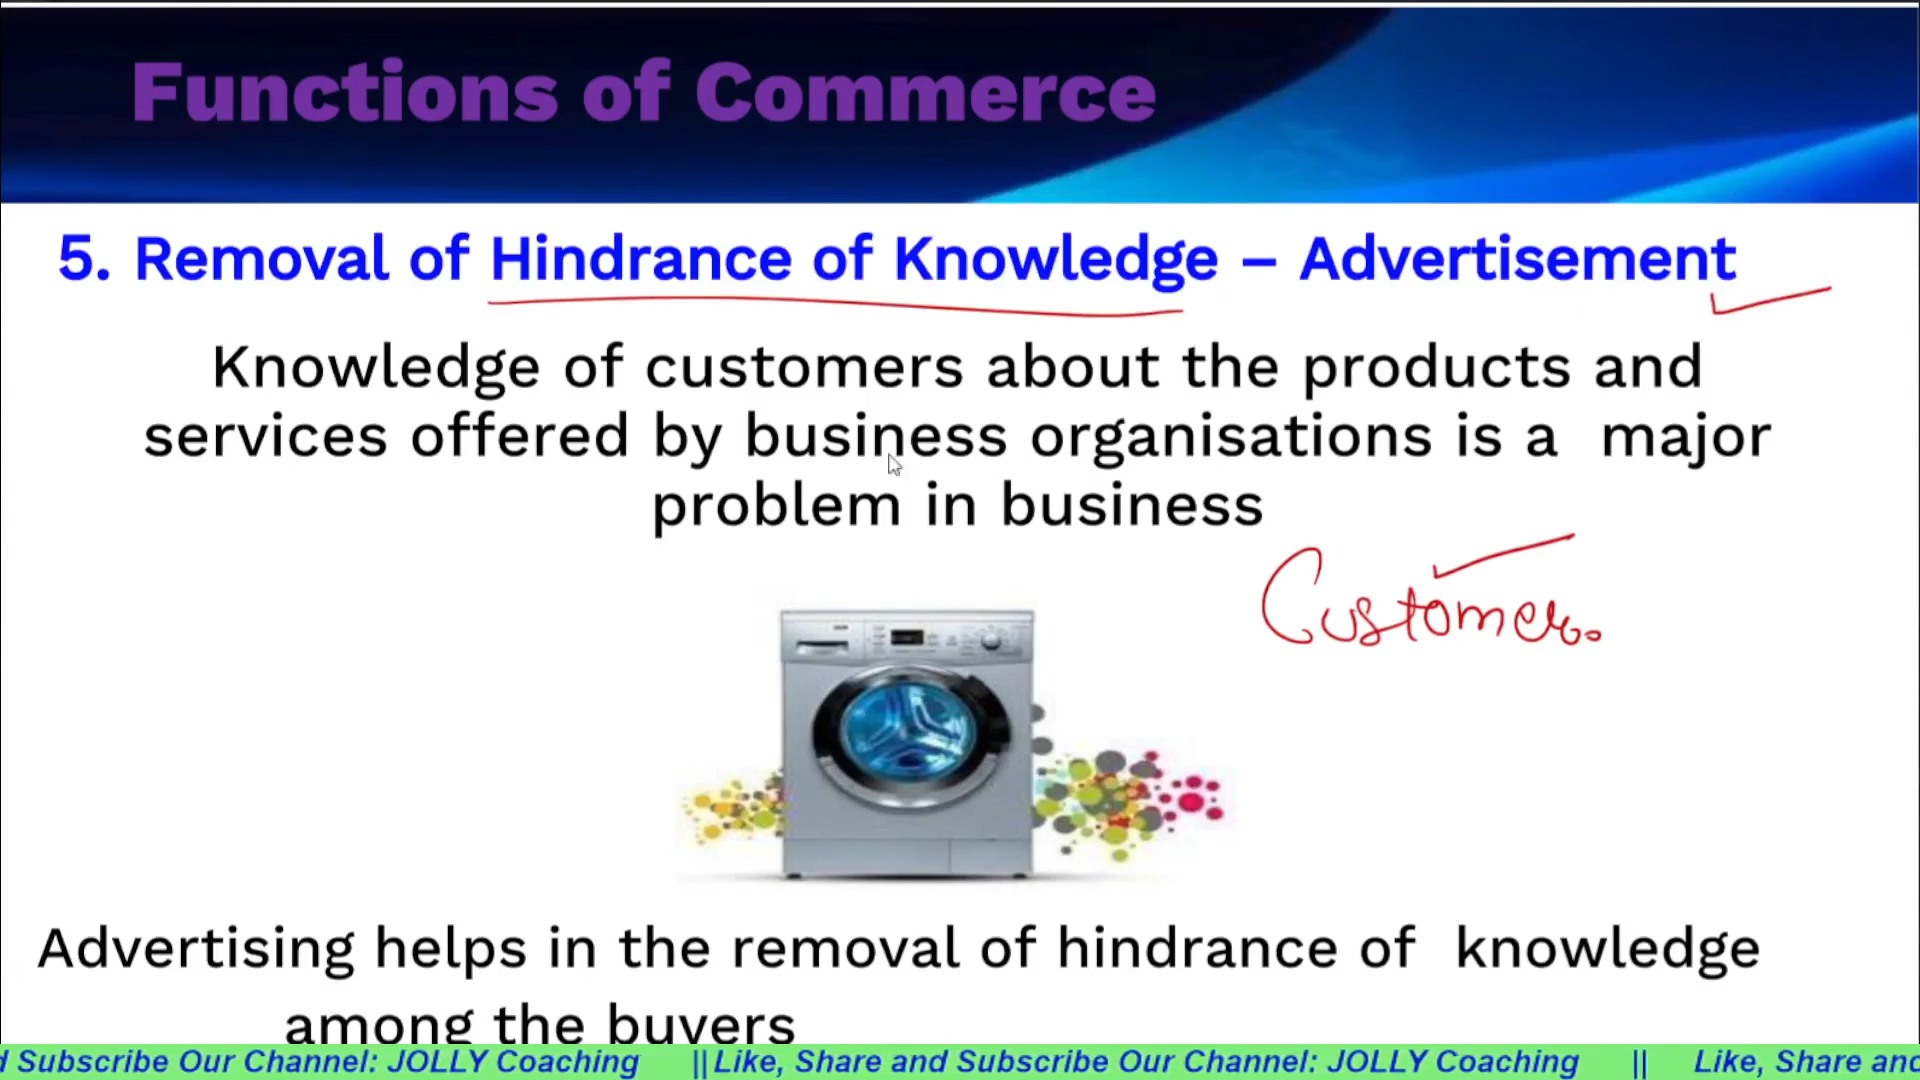 Functions of Commerce
5. Removal of Hindrance of Knowledge – Advertisement
Knowledge of customers about the products and
services offered by business organisations is a major
problem in business
Customers
Advertising helps in the removal of hindrance of knowledge
among the buyers
d Subscribe Our Channel: JOLLY Coaching || Like, Share and Subscribe Our Channel: JOLLY Coaching || Like, Share and